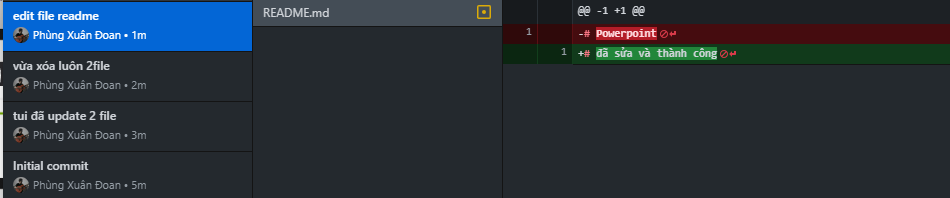 edit file readme
Phùng Xuân Đoan • 1m
vừa xóa luôn 2file
Phùng Xuân Đoan • 2m
tui đã update 2 file
Phùng Xuân Đoan • 3m
Initial commit
Phùng Xuân Đoan • 5m
README.md
@@ -1 +1 @@
1 -# Powerpoint
1 +# đã sửa và thành công